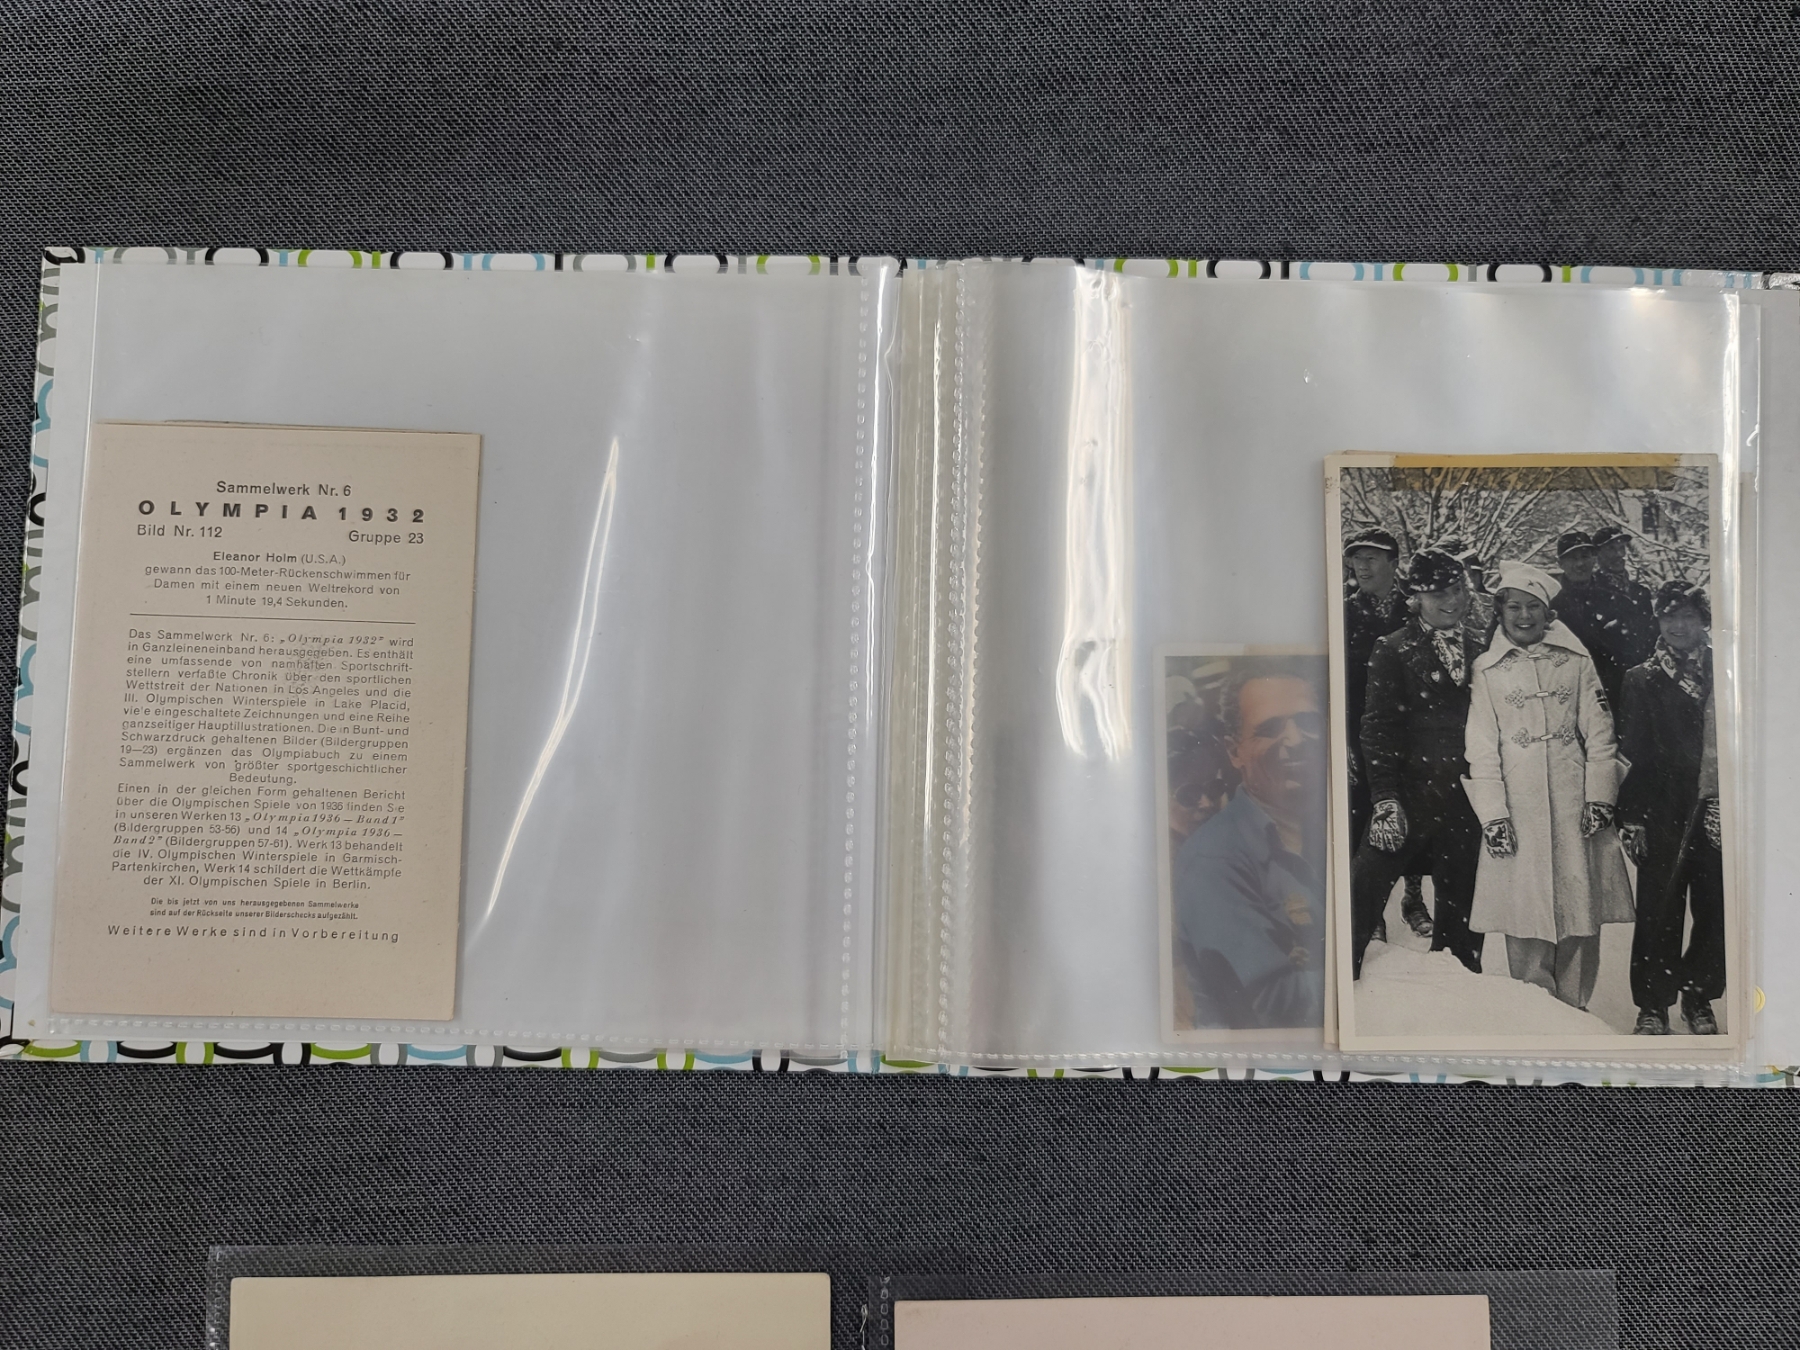 Sammelwerk Nr. 6
OLYMPIA 1932
Bild Nr. 112 Gruppe 23
Eleanor Holm (U.S.A.)
gewann das 100-Meter-Rückenschwimmen für
Damen mit einem neuen Weltrekord von
1 Minute 19,4 Sekunden.
Das Sammelwerk Nr. 6: „Olympia 1932" wird
in Ganzleineneinband herausgegeben. Es enthält
eine umfassende von namhaften Sportschrift-
stellern verfaßte Chronik über den sportlichen
Wettstreit der Nationen in Los Angeles und die
III. Olympischen Winterspiele in Lake Placid,
viele eingeschaltete Zeichnungen und eine Reihe
ganzseitiger Hauptillustrationen. Die in Bunt- und
Schwarzdruck gehaltenen Bilder (Bildergruppen
19—23) ergänzen das Olympiabuch zu einem
Sammelwerk von größter sportgeschichtlicher
Bedeutung.
Einen in der gleichen Form gehaltenen Bericht
über die Olympischen Spiele von 1936 finden Sie
in unseren Werken 13 „Olympia 1936 — Band 1"
(Bildergruppen 53-56) und 14 „Olympia 1936 —
Band 2" (Bildergruppen 57-61). Werk 13 behandelt
die IV. Olympischen Winterspiele in Garmisch-
Partenkirchen, Werk 14 schildert die Wettkämpfe
der XI. Olympischen Spiele in Berlin.
Die bis jetzt von uns herausgegebenen Sammelwerke
sind auf der Rückseite unserer Bilderschecks aufgezählt.
Weitere Werke sind in Vorbereitung